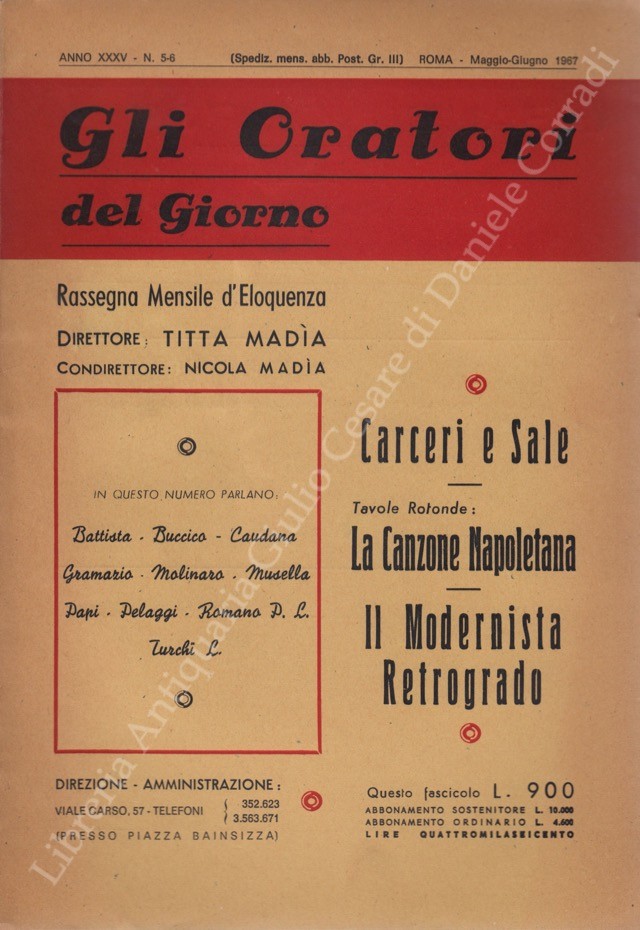 ANNO XXXV - N. 5-6 (Spediz. mens. abb. Post. Gr. III) ROMA - Maggio-Giugno 1967
Gli Oratori
del Giorno
Rassegna Mensile d'Eloquenza
DIRETTORE: TITTA MADÌA
CONDIRETTORE: NICOLA MADÌA
IN QUESTO NUMERO PARLANO:
Battista - Buccico - Caudana
Gramazio - Molinaro - Musella
Papi - Pelaggi - Romano P. L.
Turchi L.
Carceri e Sale
Tavole Rotonde:
La Canzone Napoletana
Il Modernista
Retrogrado
DIREZIONE - AMMINISTRAZIONE:
VIALE CARSO, 57 - TELEFONI 352.623
3.563.671
(PRESSO PIAZZA BAINSIZZA)
Questo fascicolo L. 900
ABBONAMENTO SOSTENITORE L. 10.000
ABBONAMENTO ORDINARIO L. 4.600
LIRE QUATTROMILASEICENTO
Libreria Antiquaria Giulio Cesare di Daniele Corradi